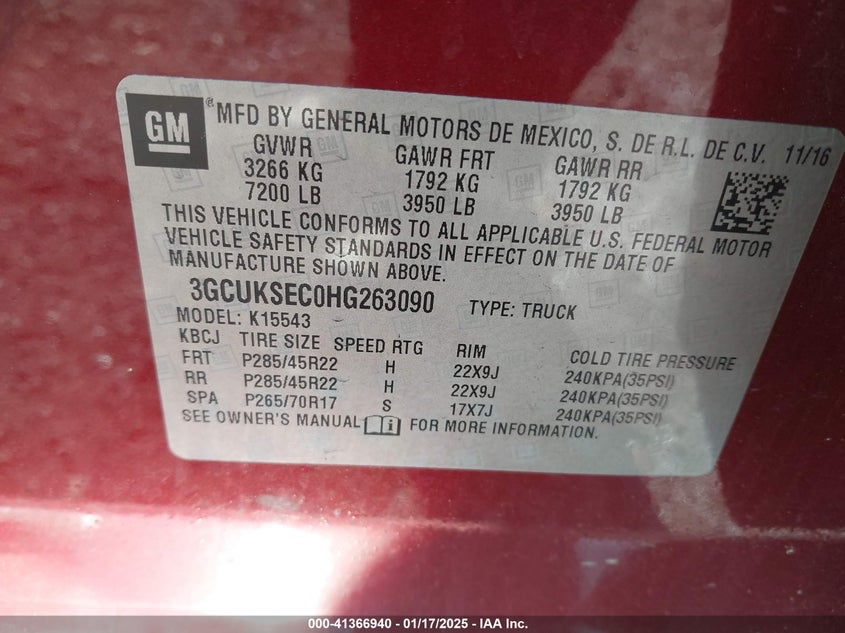 GM ® MFD BY GENERAL MOTORS DE MEXICO, S. DE R.L. DE C.V. 11/16
GVWR GAWR FRT GAWR RR
3266 KG 1792 KG 1792 KG
7200 LB 3950 LB 3950 LB
THIS VEHICLE CONFORMS TO ALL APPLICABLE U.S. FEDERAL MOTOR
VEHICLE SAFETY STANDARDS IN EFFECT ON THE DATE OF
MANUFACTURE SHOWN ABOVE.
3GCUKSEC0HG263090 TYPE: TRUCK
MODEL: K15543
KBCJ TIRE SIZE SPEED RTG RIM COLD TIRE PRESSURE
FRT P285/45R22 H 22X9J 240KPA(35PSI)
RR P285/45R22 H 22X9J 240KPA(35PSI)
SPA P265/70R17 S 17X7J 240KPA(35PSI)
SEE OWNER'S MANUAL FOR MORE INFORMATION.
000-41366940 - 01/17/2025 - IAA Inc.